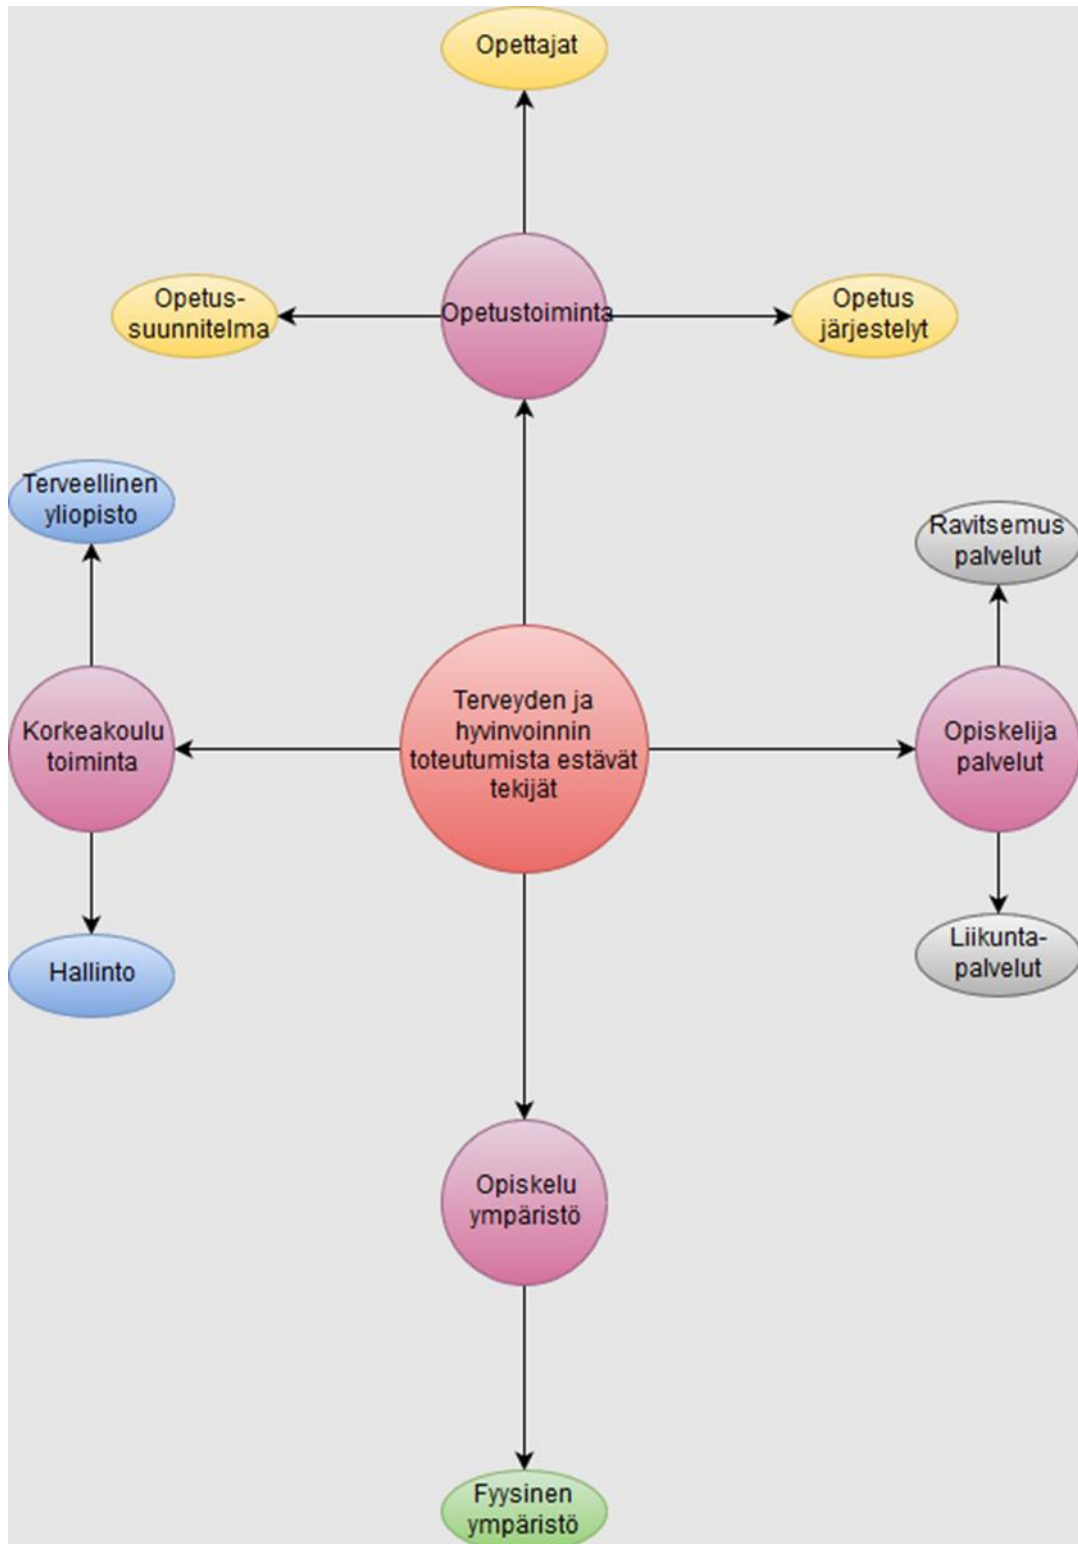 Opettajat
Opetus-
suunnitelma
Opetustoiminta
Opetus
järjestelyt
Terveellinen
yliopisto
Ravitsemus
palvelut
Korkeakoulu
toiminta
Terveyden ja
hyvinvoinnin
toteutumista estävät
tekijät
Opiskelija
palvelut
Hallinto
Liikunta-
palvelut
Opiskelu
ympäristö
Fyysinen
ympäristö